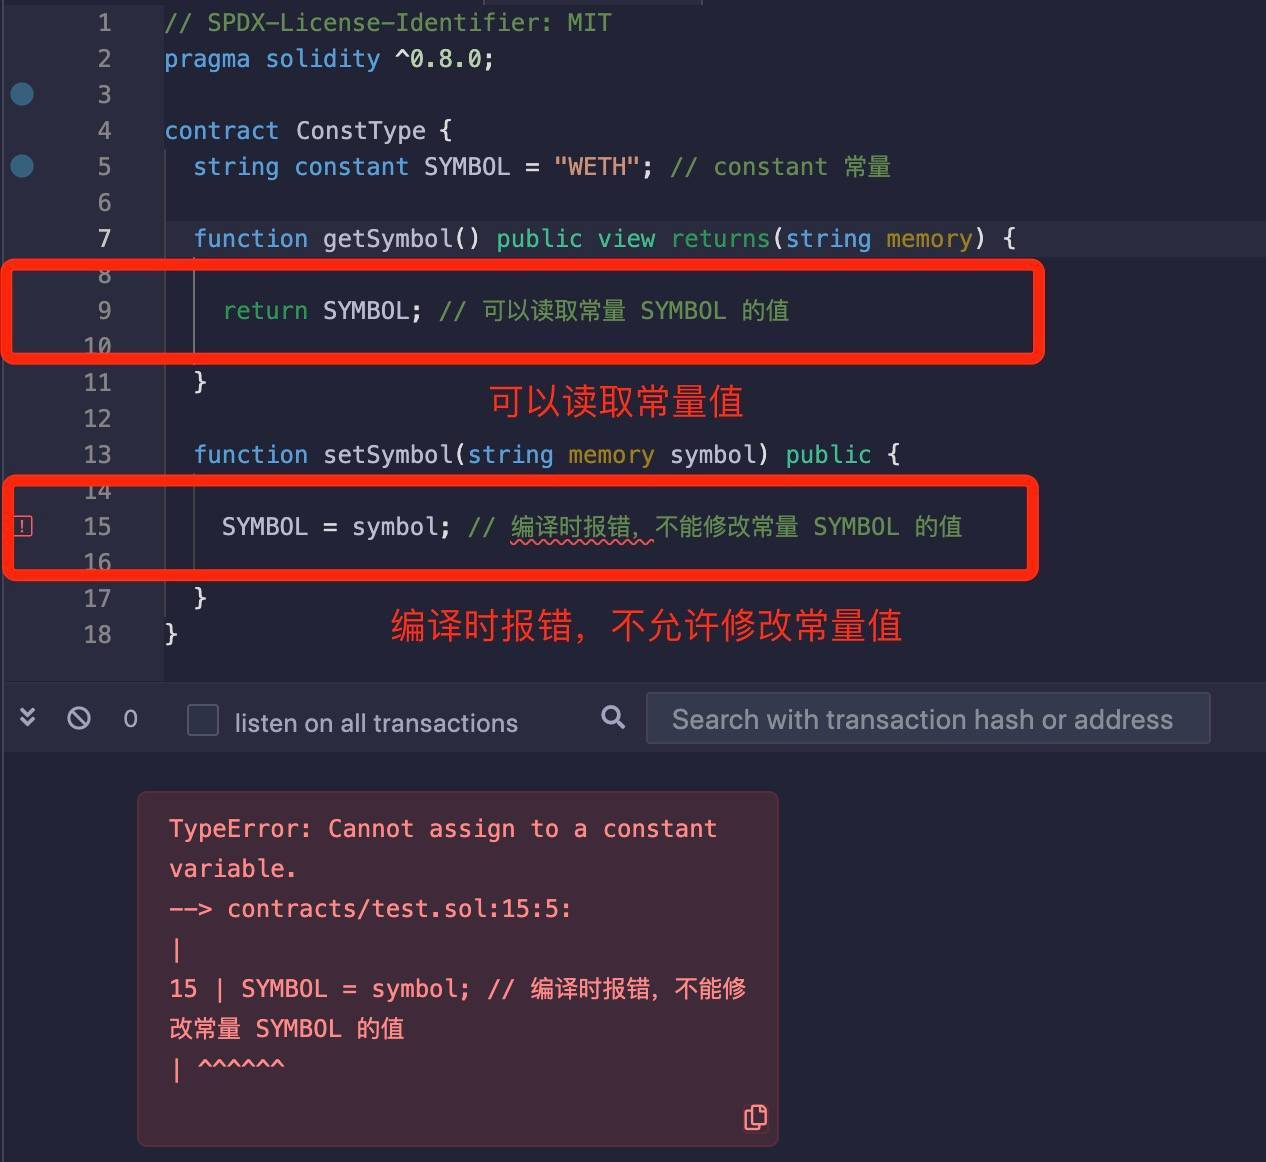 1 // SPDX-License-Identifier: MIT
2 pragma solidity ^0.8.0;
3
4 contract ConstType {
5 string constant SYMBOL = "WETH"; // constant 常量
6
7 function getSymbol() public view returns(string memory) {
8
9 return SYMBOL; // 可以读取常量 SYMBOL 的值
10
11 }
可以读取常量值
12
13 function setSymbol(string memory symbol) public {
14
15 SYMBOL = symbol; // 编译时报错，不能修改常量 SYMBOL 的值
16
17 }
编译时报错，不允许修改常量值
18 }
0 listen on all transactions Search with transaction hash or address
TypeError: Cannot assign to a constant
variable.
--> contracts/test.sol:15:5:
|
15 | SYMBOL = symbol; // 编译时报错，不能修
改常量 SYMBOL 的值
| ^^^^^^